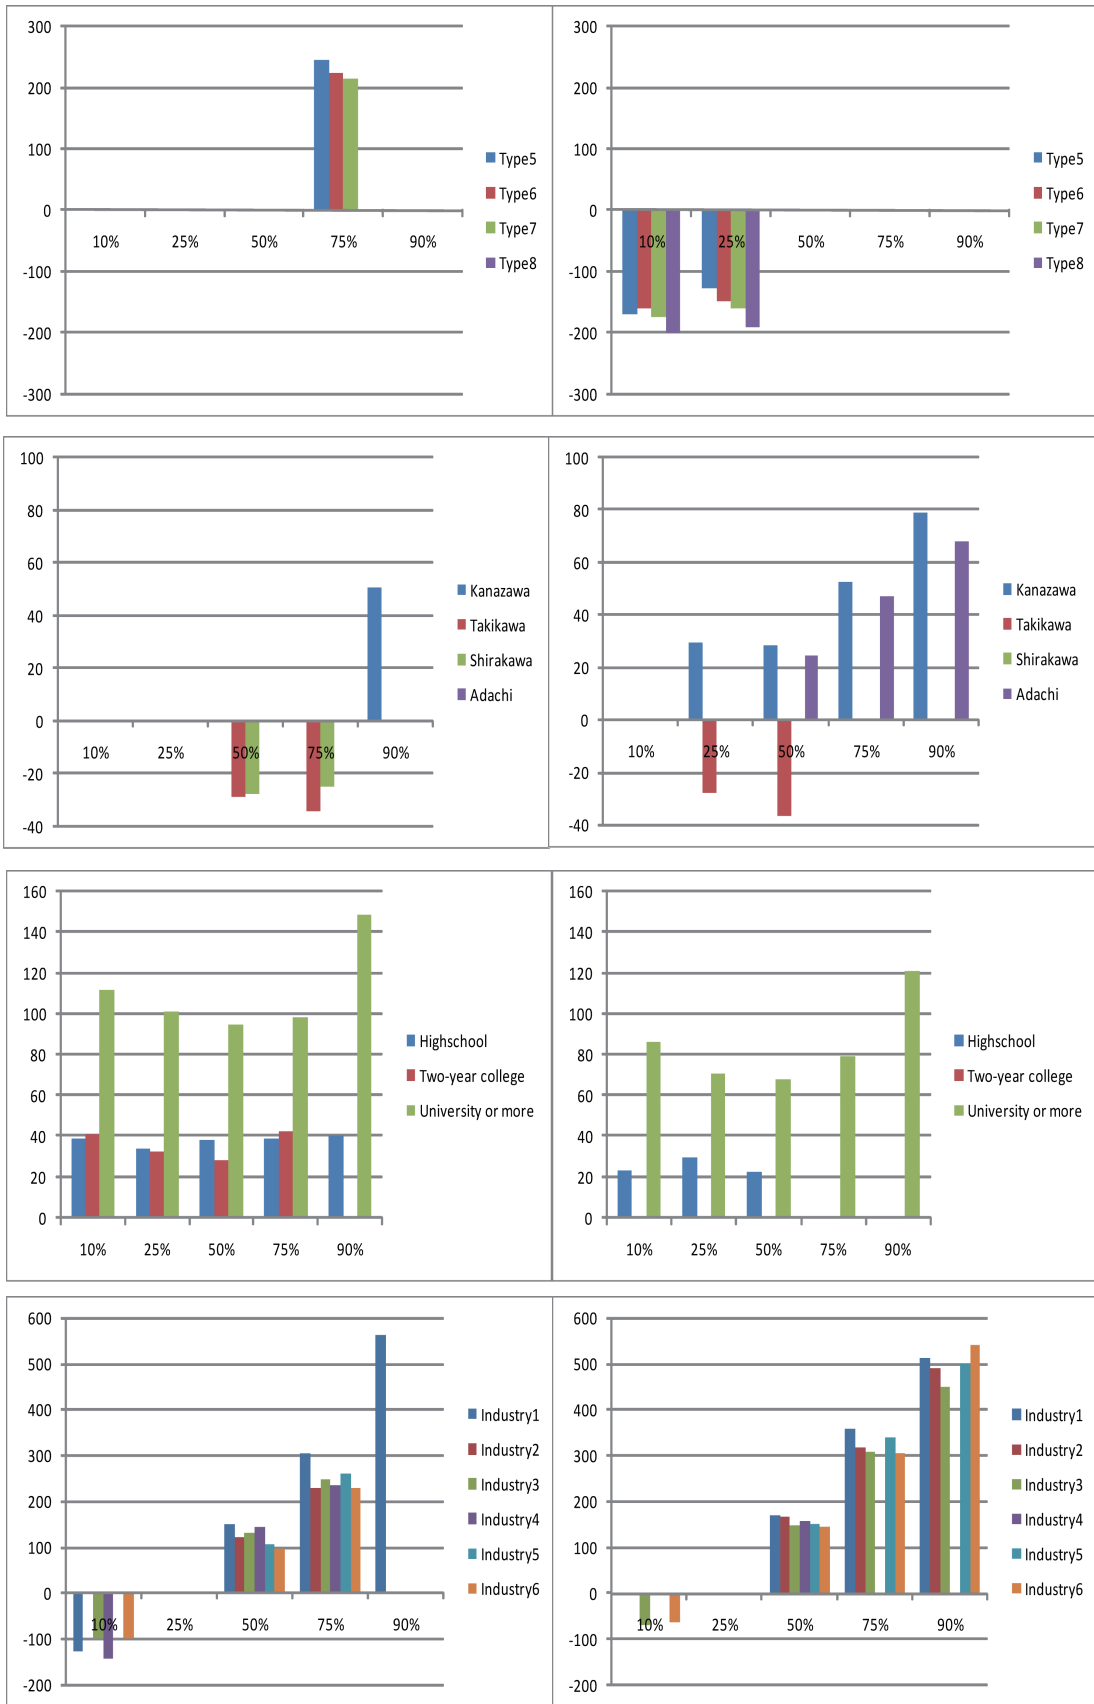 300
200
100
0
-100
-200
-300
10% 25% 50% 75% 90%
Type5
Type6
Type7
Type8
300
200
100
0
-100
-200
-300
10% 25% 50% 75% 90%
Type5
Type6
Type7
Type8
100
80
60
40
20
0
-20
-40
10% 25% 50% 75% 90%
Kanazawa
Takikawa
Shirakawa
Adachi
100
80
60
40
20
0
-20
-40
10% 25% 50% 75% 90%
Kanazawa
Takikawa
Shirakawa
Adachi
160
140
120
100
80
60
40
20
0
10% 25% 50% 75% 90%
Highschool
Two-year college
University or more
160
140
120
100
80
60
40
20
0
10% 25% 50% 75% 90%
Highschool
Two-year college
University or more
600
500
400
300
200
100
0
-100
-200
10% 25% 50% 75% 90%
Industry1
Industry2
Industry3
Industry4
Industry5
Industry6
600
500
400
300
200
100
0
-100
-200
10% 25% 50% 75% 90%
Industry1
Industry2
Industry3
Industry4
Industry5
Industry6